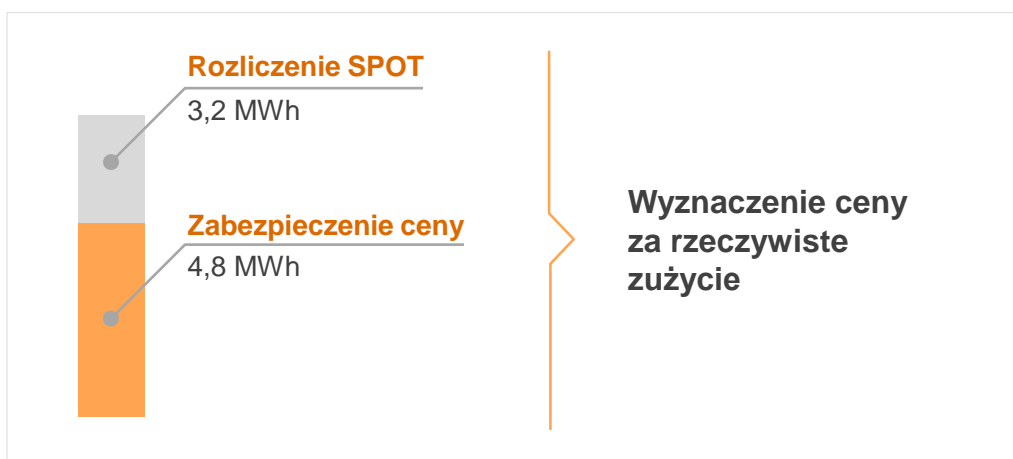 Rozliczenie SPOT
3,2 MWh
Zabezpieczenie ceny
4,8 MWh
Wyznaczenie ceny
za rzeczywiste
zużycie